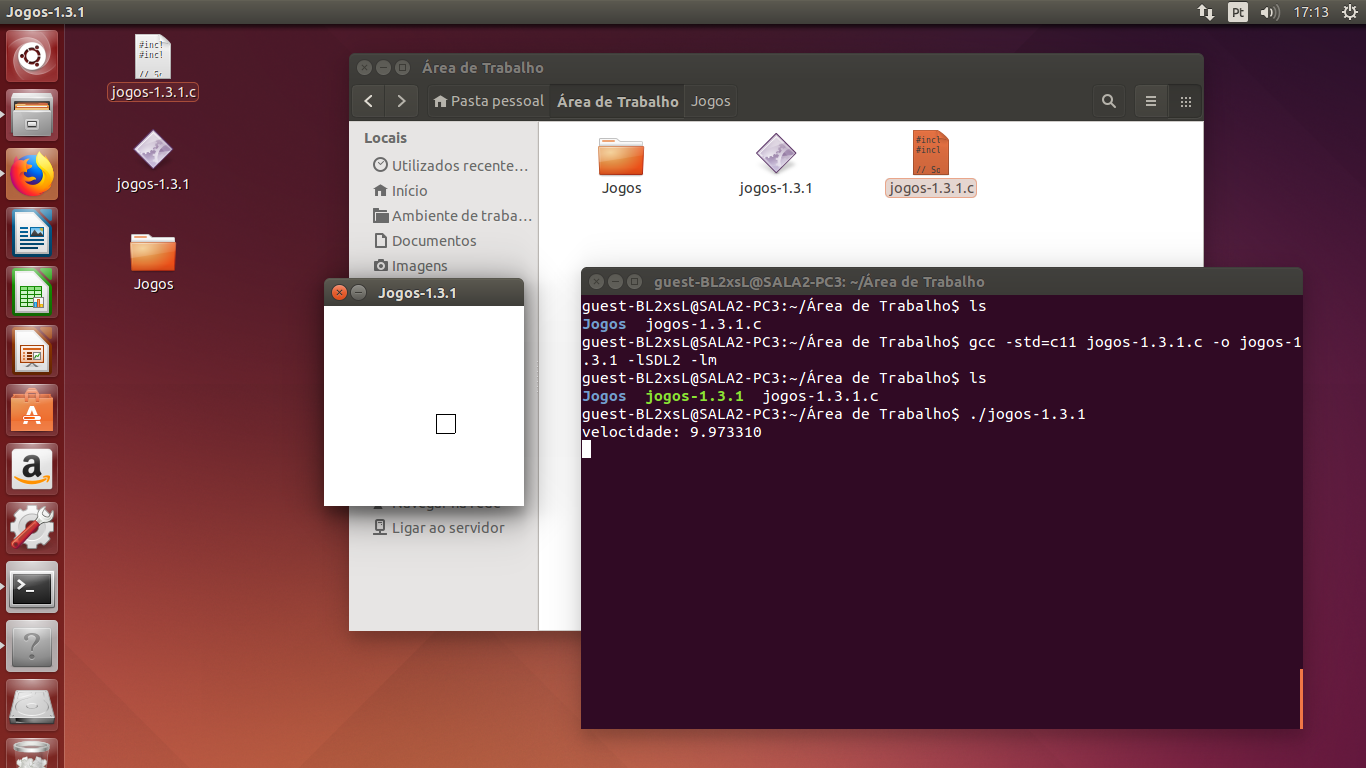 Jogos-1.3.1
Pt
17:13
#incl
#incl
// Sc
jogos-1.3.1.c
jogos-1.3.1
Jogos
a
>_
?
Área de Trabalho
Pasta pessoal
Área de Trabalho
Jogos
Locais
Utilizados recente…
Início
Ambiente de traba…
Documentos
Imagens
Ligar ao servidor
Jogos
jogos-1.3.1
#incl
#incl
// Sc
jogos-1.3.1.c
Jogos-1.3.1
guest-BL2xsL@SALA2-PC3: ~/Área de Trabalho
guest-BL2xsL@SALA2-PC3:~/Área de Trabalho$ ls
Jogos  jogos-1.3.1.c
guest-BL2xsL@SALA2-PC3:~/Área de Trabalho$ gcc -std=c11 jogos-1.3.1.c -o jogos-1
.3.1 -lSDL2 -lm
guest-BL2xsL@SALA2-PC3:~/Área de Trabalho$ ls
Jogos  jogos-1.3.1  jogos-1.3.1.c
guest-BL2xsL@SALA2-PC3:~/Área de Trabalho$ ./jogos-1.3.1
velocidade: 9.973310